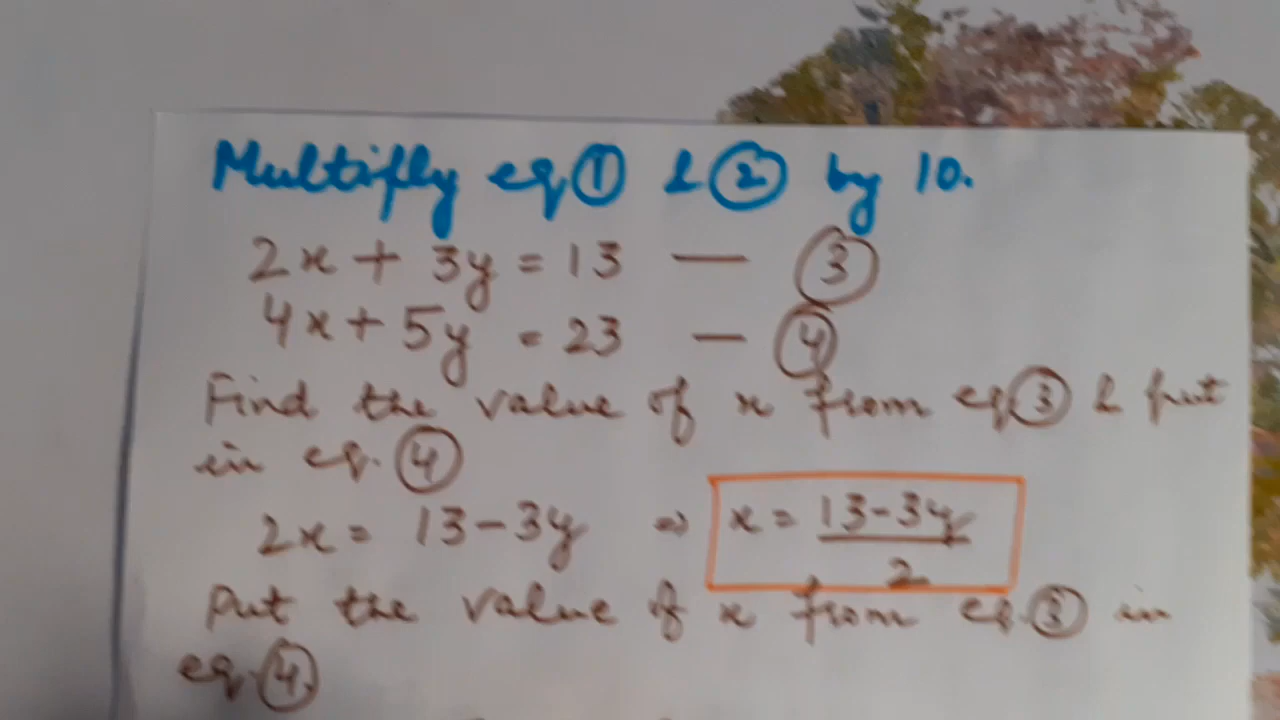 Multiply eq ① & ② by 10.
2x + 3y = 13 — ③
4x + 5y = 23 — ④
Find the value of x from eq ③ & put
in eq. ④
2x = 13 - 3y ⇒ x = 13 - 3y / 2
Put the value of x from eq. ③ in
eq. ④.